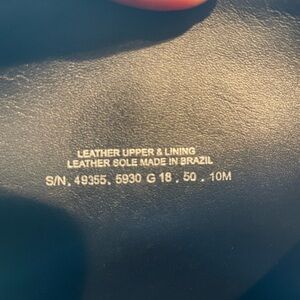 LEATHER UPPER & LINING
LEATHER SOLE MADE IN BRAZIL
S/N. 49355. 5930 G 18 . 50 . 10M